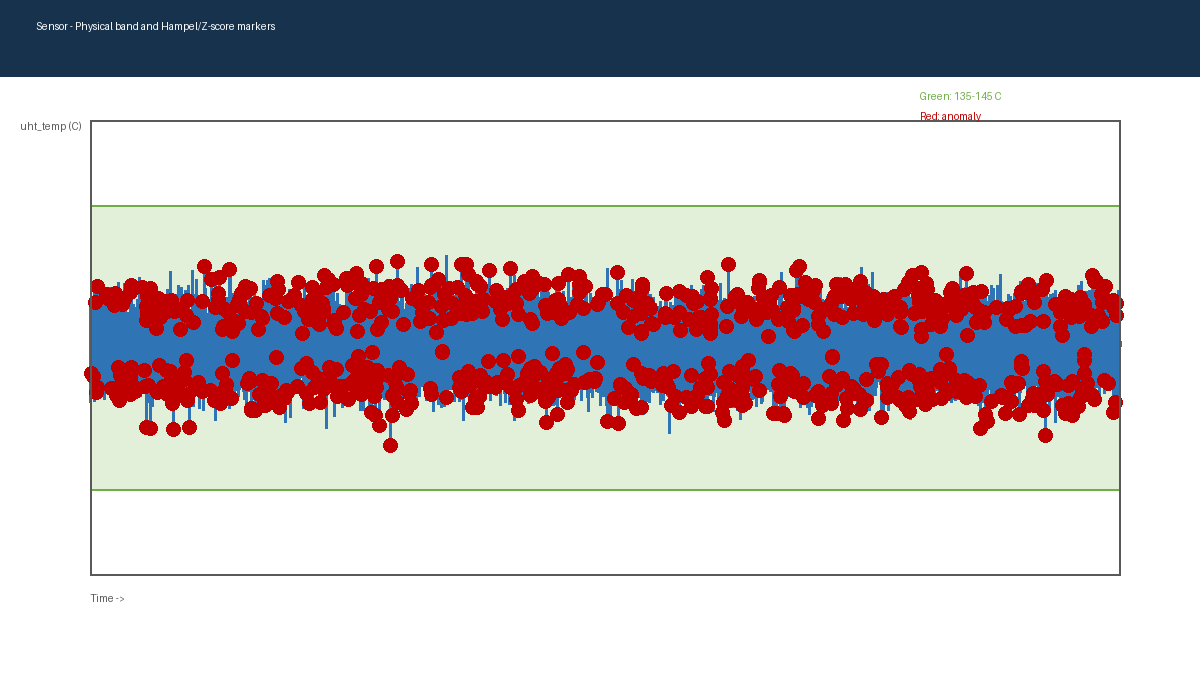 Sensor - Physical band and Hampel/Z-score markers
Green: 135-145 C
Red: anomaly
uht_temp (C)
Time ->